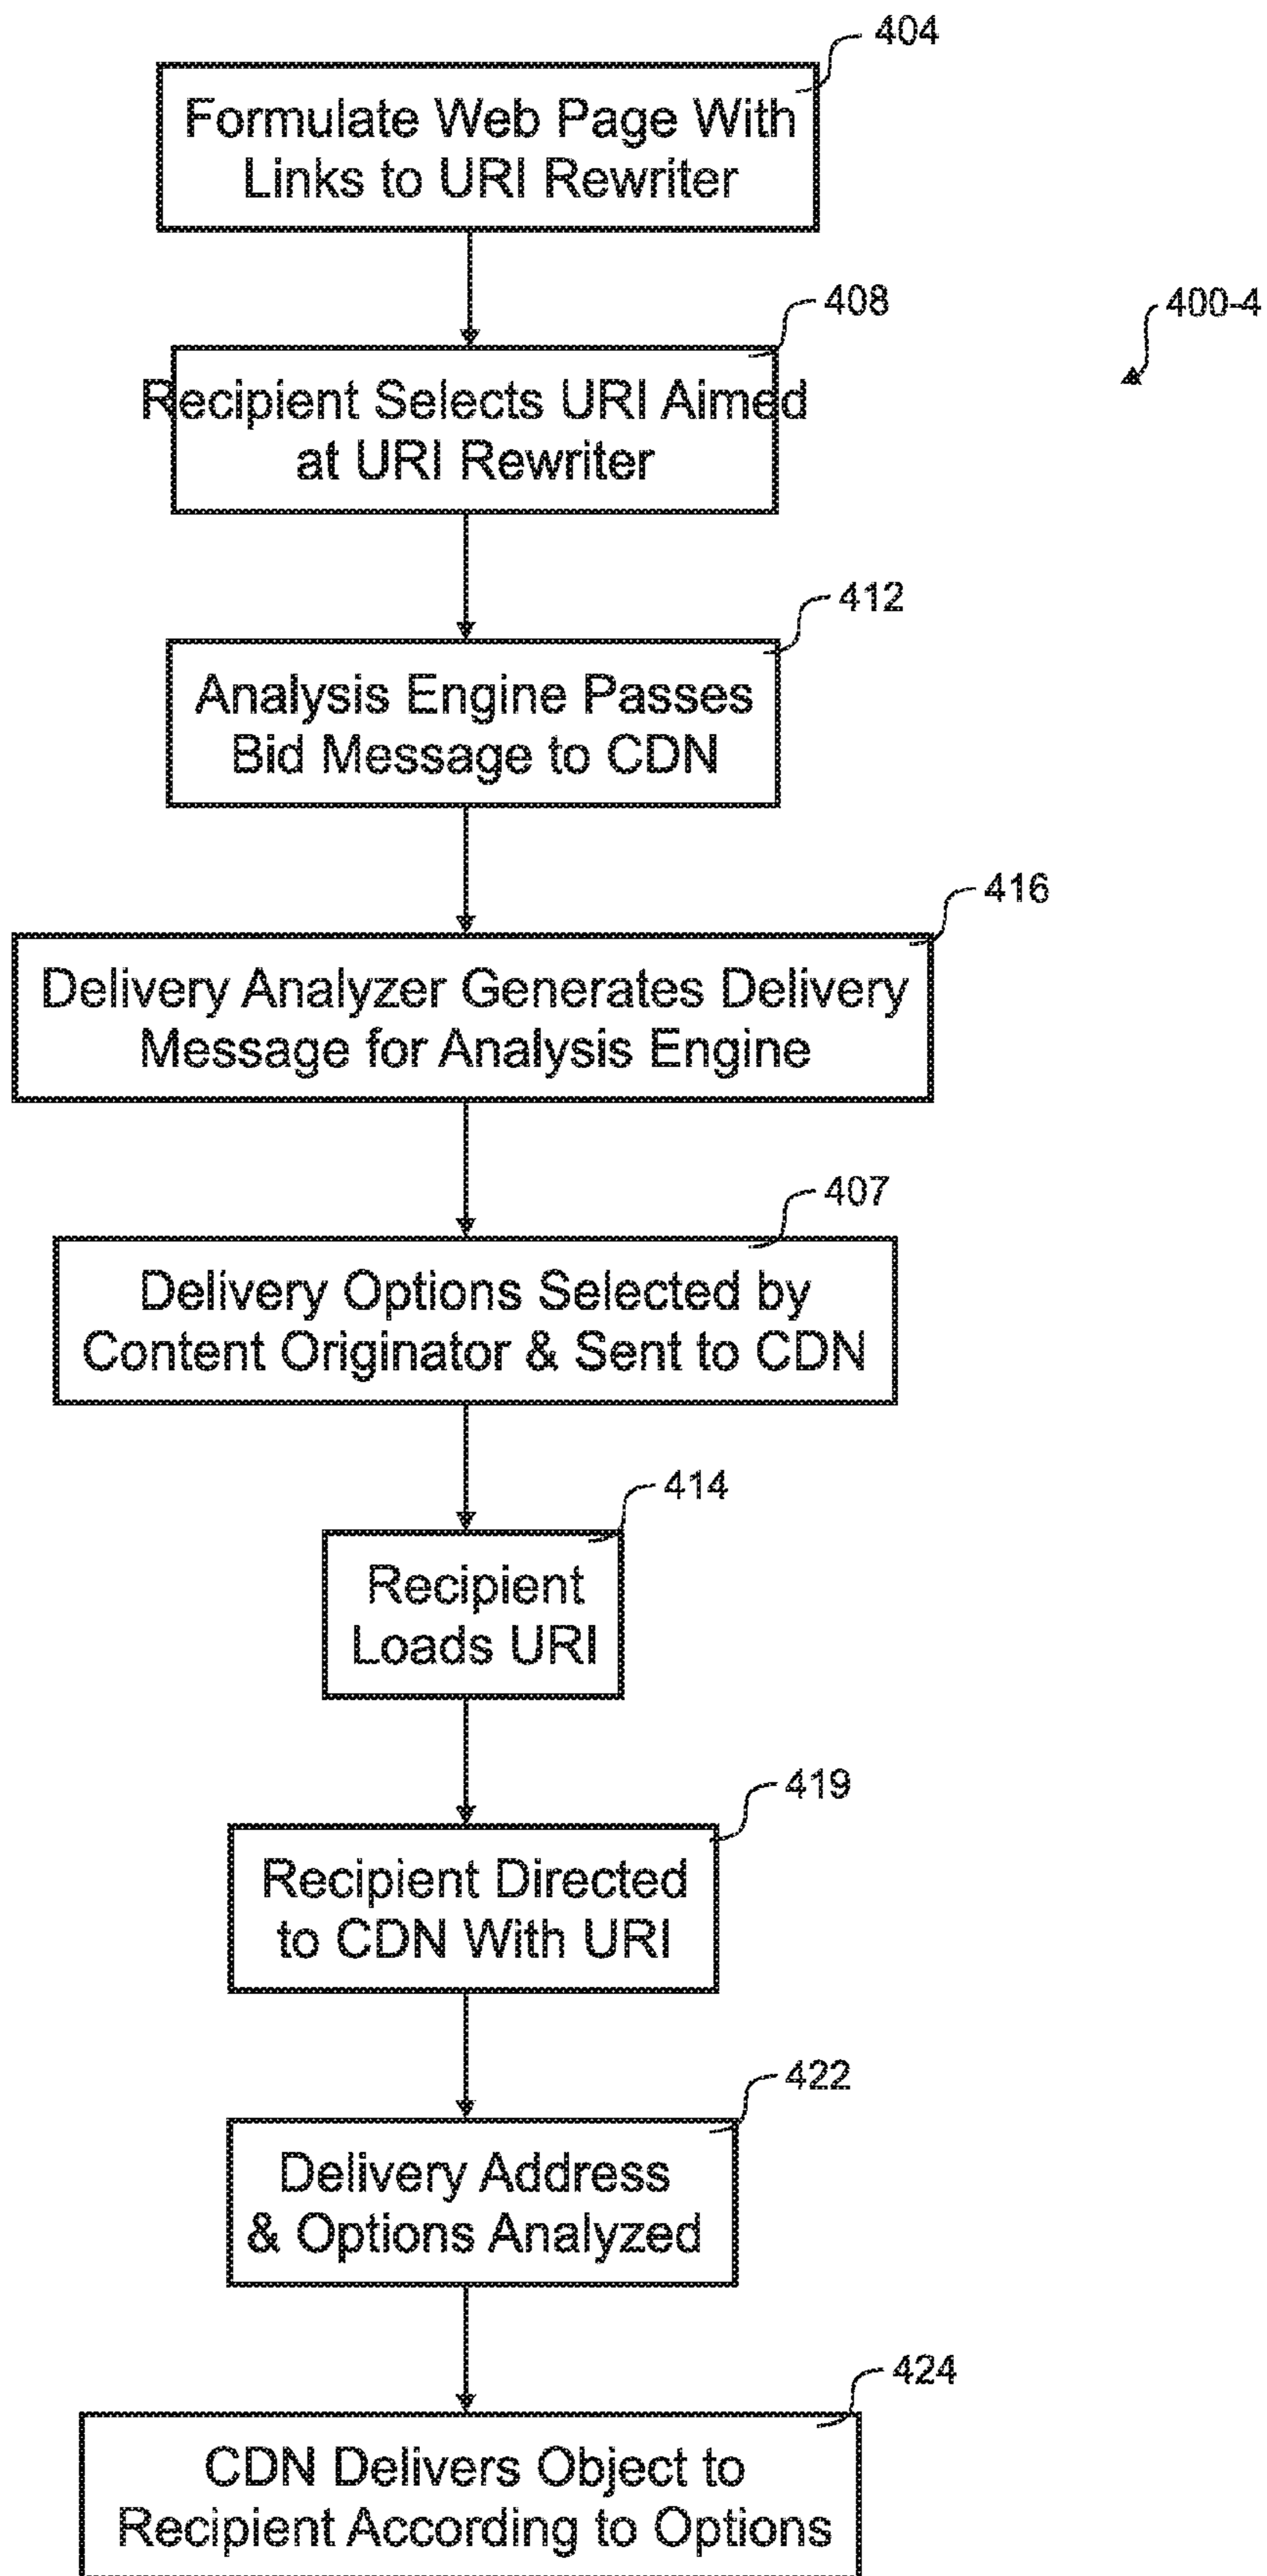 404
Formulate Web Page With
Links to URI Rewriter
408
400-4
Recipient Selects URI Aimed
at URI Rewriter
412
Analysis Engine Passes
Bid Message to CDN
416
Delivery Analyzer Generates Delivery
Message for Analysis Engine
407
Delivery Options Selected by
Content Originator & Sent to CDN
414
Recipient
Loads URI
419
Recipient Directed
to CDN With URI
422
Delivery Address
& Options Analyzed
424
CDN Delivers Object to
Recipient According to Options